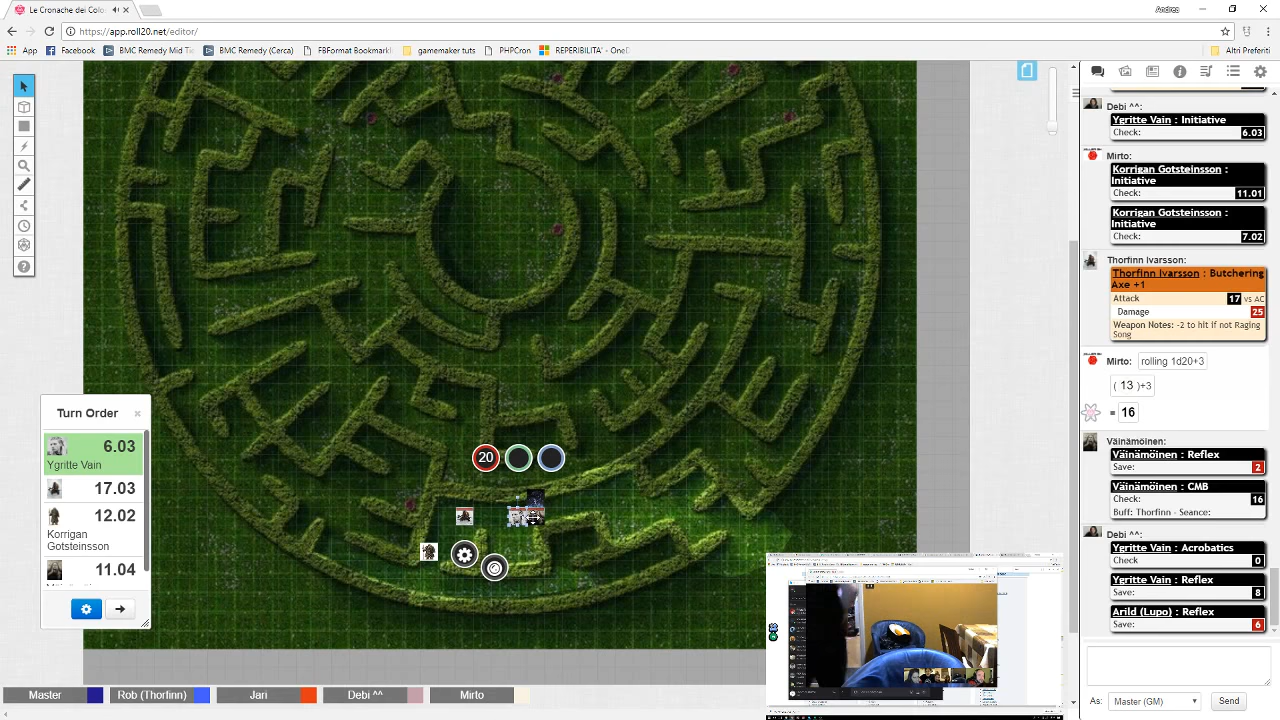 Le Cronache dei Colo
Andrea
https://app.roll20.net/editor/
App
Facebook
BMC Remedy Mid Tie
BMC Remedy (Cerca)
FBFormat Bookmarkl
gamemaker tuts
PHPCron
REPERIBILITA' - OneD
Altri Preferiti
Debi ^^:
Ygritte Vain : Initiative
Check: 6.03
Mirto:
Korrigan Gotsteinsson :
Initiative
Check: 11.01
Korrigan Gotsteinsson :
Initiative
Check: 7.02
Thorfinn Ivarsson:
Thorfinn Ivarsson : Butchering
Axe +1
Attack 17 vs AC
Damage 25
Weapon Notes: -2 to hit if not Raging
Song
Mirto: rolling 1d20+3
( 13 )+3
= 16
Väinämöinen:
Väinämöinen : Reflex
Save: 2
Väinämöinen : CMB
Check: 16
Buff: Thorfinn - Seance:
Debi ^^:
Ygritte Vain : Acrobatics
Check: 0
Ygritte Vain : Reflex
Save: 8
Arild (Lupo) : Reflex
Save: 6
Turn Order
6.03
Ygritte Vain
17.03
12.02
Korrigan
Gotsteinsson
11.04
20
As: Master (GM) Send
Master
Rob (Thorfinn)
Jari
Debi ^^
Mirto